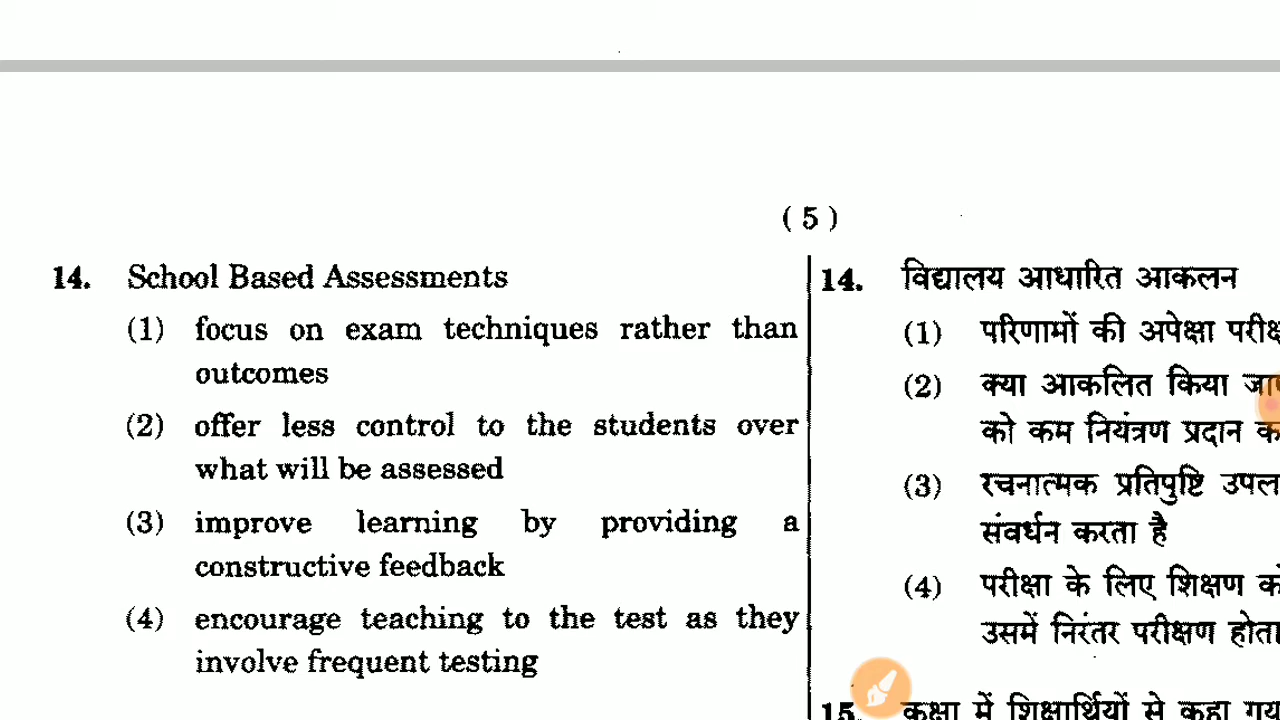 ( 5 )
14. School Based Assessments
(1) focus on exam techniques rather than
outcomes
(2) offer less control to the students over
what will be assessed
(3) improve learning by providing a
constructive feedback
(4) encourage teaching to the test as they
involve frequent testing
14. विद्यालय आधारित आकलन
(1) परिणामों की अपेक्षा
(2) क्या आकलित किया
को कम नियंत्रण प्रदान
(3) रचनात्मक प्रतिपुष्टि
संवर्धन करता है
(4) परीक्षा के लिए शिक्षण
उसमें निरंतर परीक्षण
15. कक्षा में शिक्षार्थियों से कहा